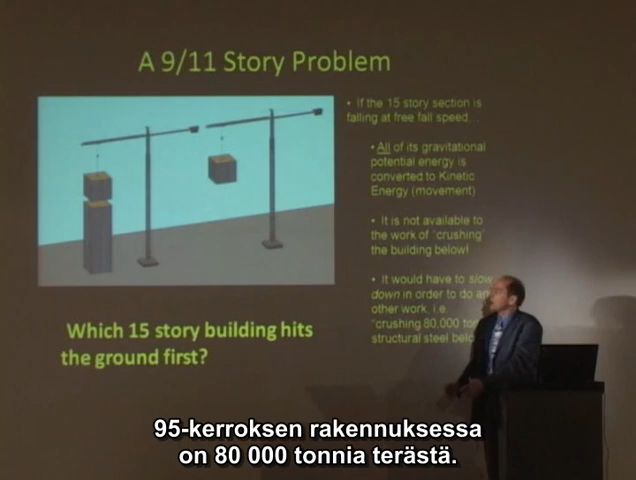 A 9/11 Story Problem
• If the 15 story section is
falling at free fall speed…
• All of its gravitational
potential energy is
converted to Kinetic
Energy (movement)
• It is not available to
the work of "crushing"
the building below!
• It would have to slow
down in order to do any
other work, i.e.
"crushing 80,000
structural steel
Which 15 story building hits
the ground first?
95-kerroksen rakennuksessa
on 80 000 tonnia terästä.